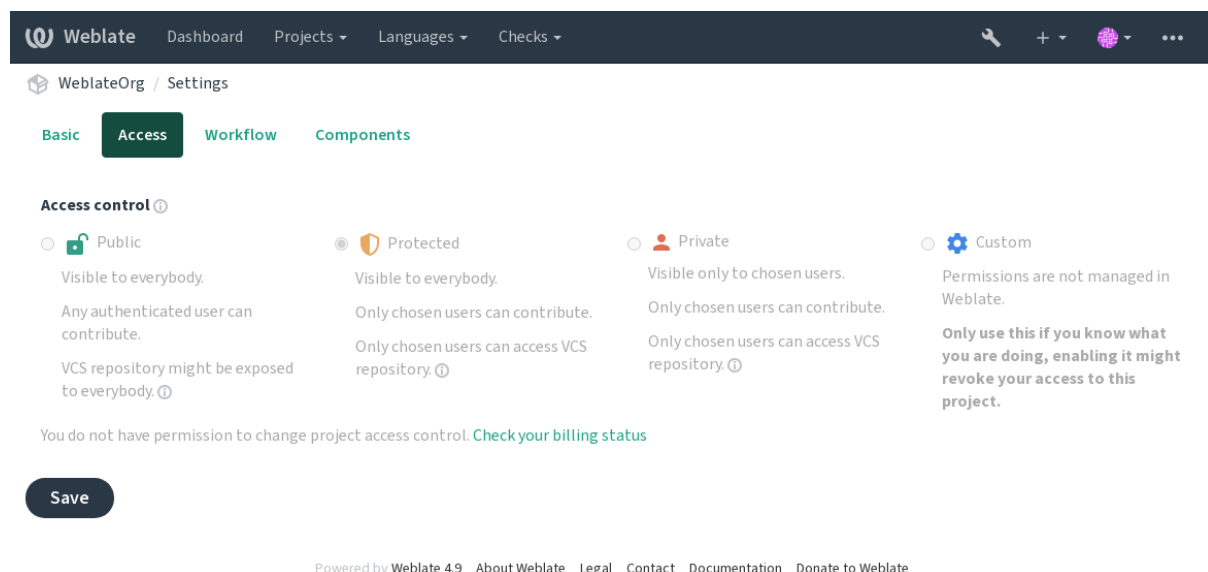 Weblate Dashboard Projects Languages Checks
WeblateOrg / Settings
Basic Access Workflow Components
Access control
Public
Visible to everybody.
Any authenticated user can
contribute.
VCS repository might be exposed
to everybody.
Protected
Visible to everybody.
Only chosen users can contribute.
Only chosen users can access VCS
repository.
Private
Visible only to chosen users.
Only chosen users can contribute.
Only chosen users can access VCS
repository.
Custom
Permissions are not managed in
Weblate.
Only use this if you know what
you are doing, enabling it might
revoke your access to this
project.
You do not have permission to change project access control. Check your billing status
Save
Powered by Weblate 4.9 About Weblate Legal Contact Documentation Donate to Weblate